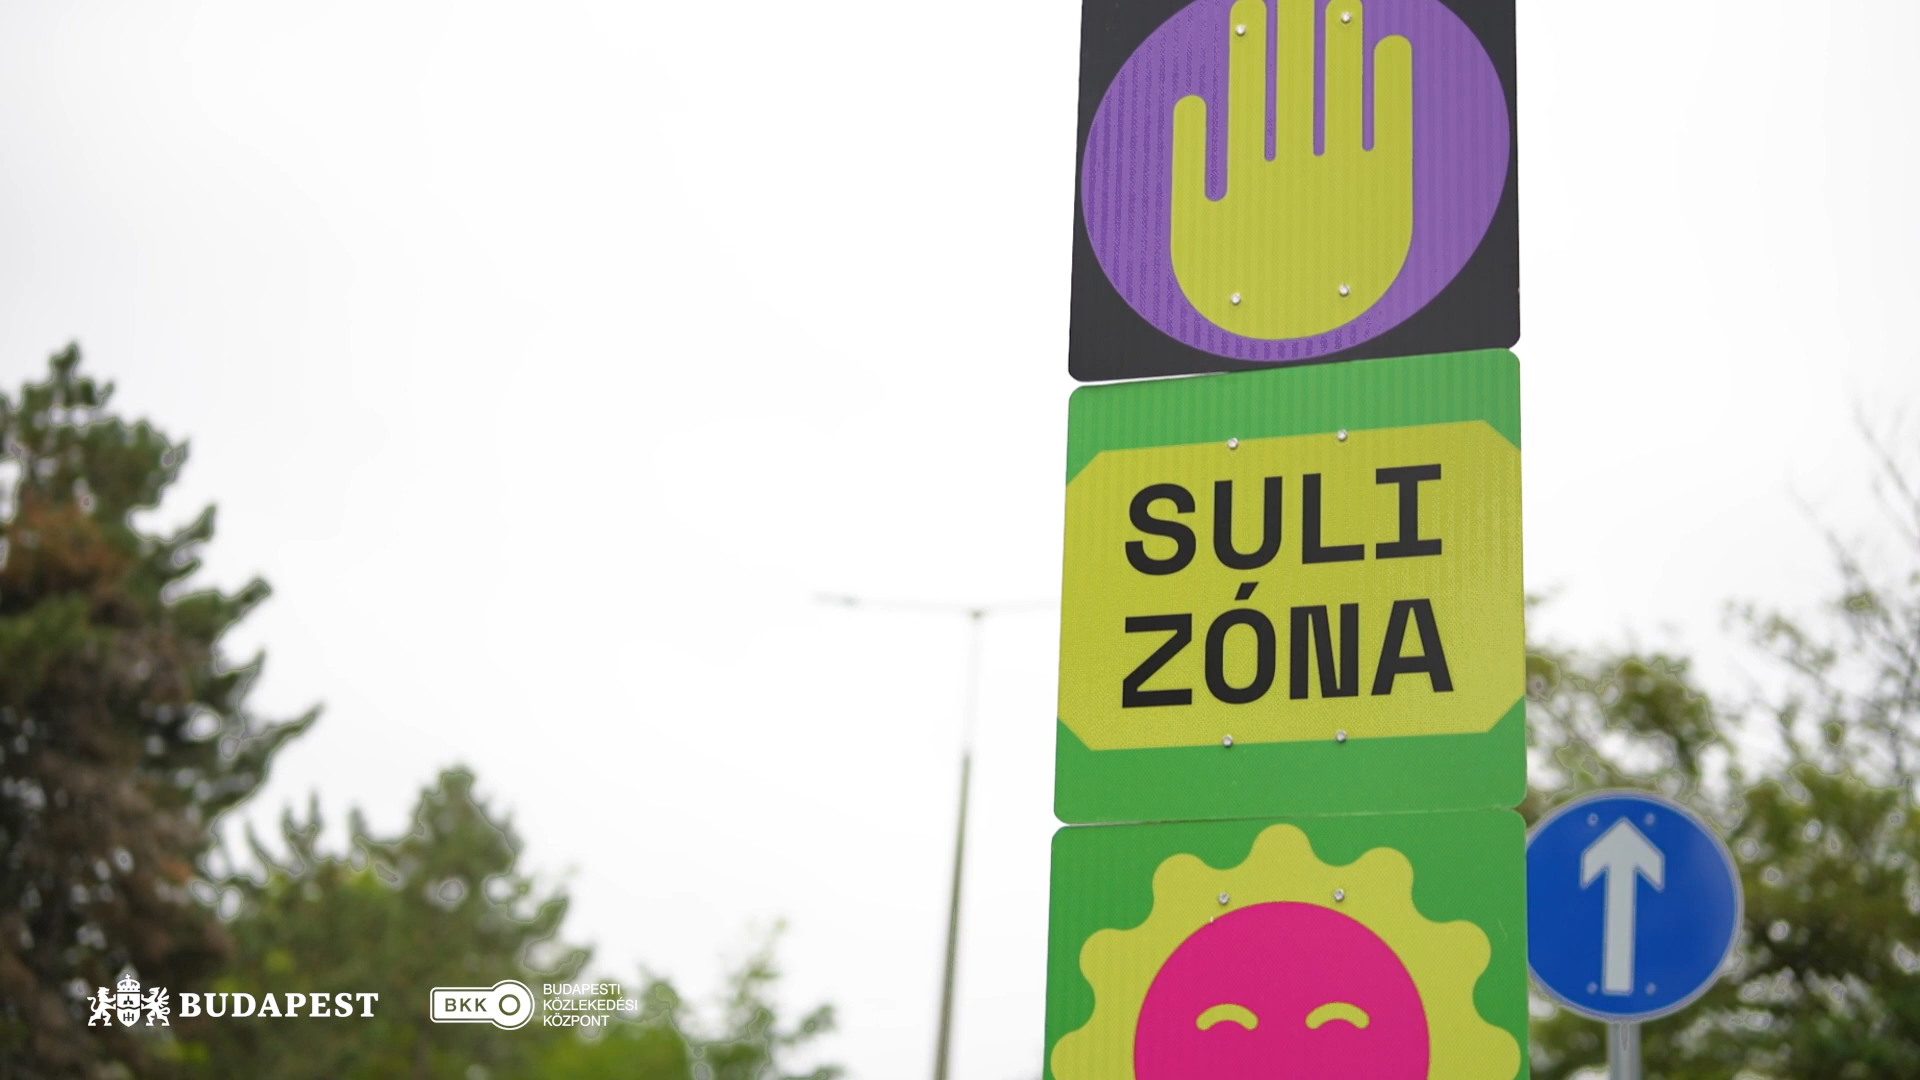 SULI
ZÓNA
BUDAPEST
BKK
BUDAPESTI
KÖZLEKEDÉSI
KÖZPONT